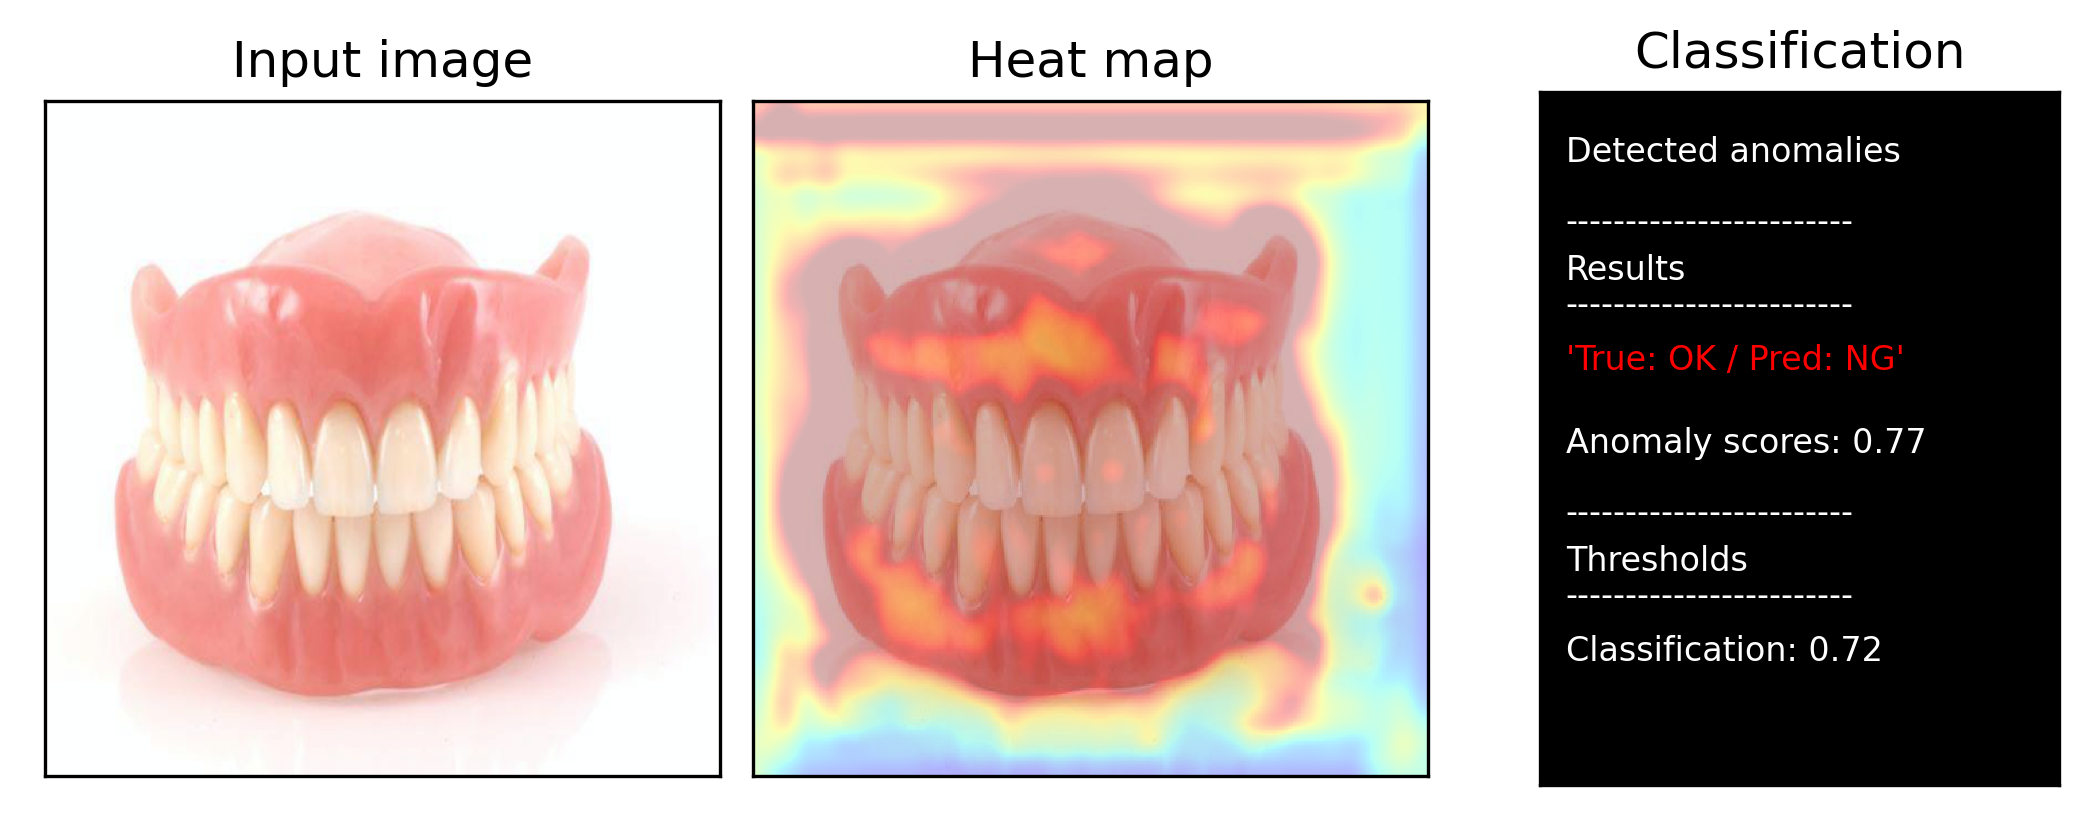 Input image
Heat map
Classification
Detected anomalies
------------------------
Results
------------------------
'True: OK / Pred: NG'
Anomaly scores: 0.77
------------------------
Thresholds
------------------------
Classification: 0.72